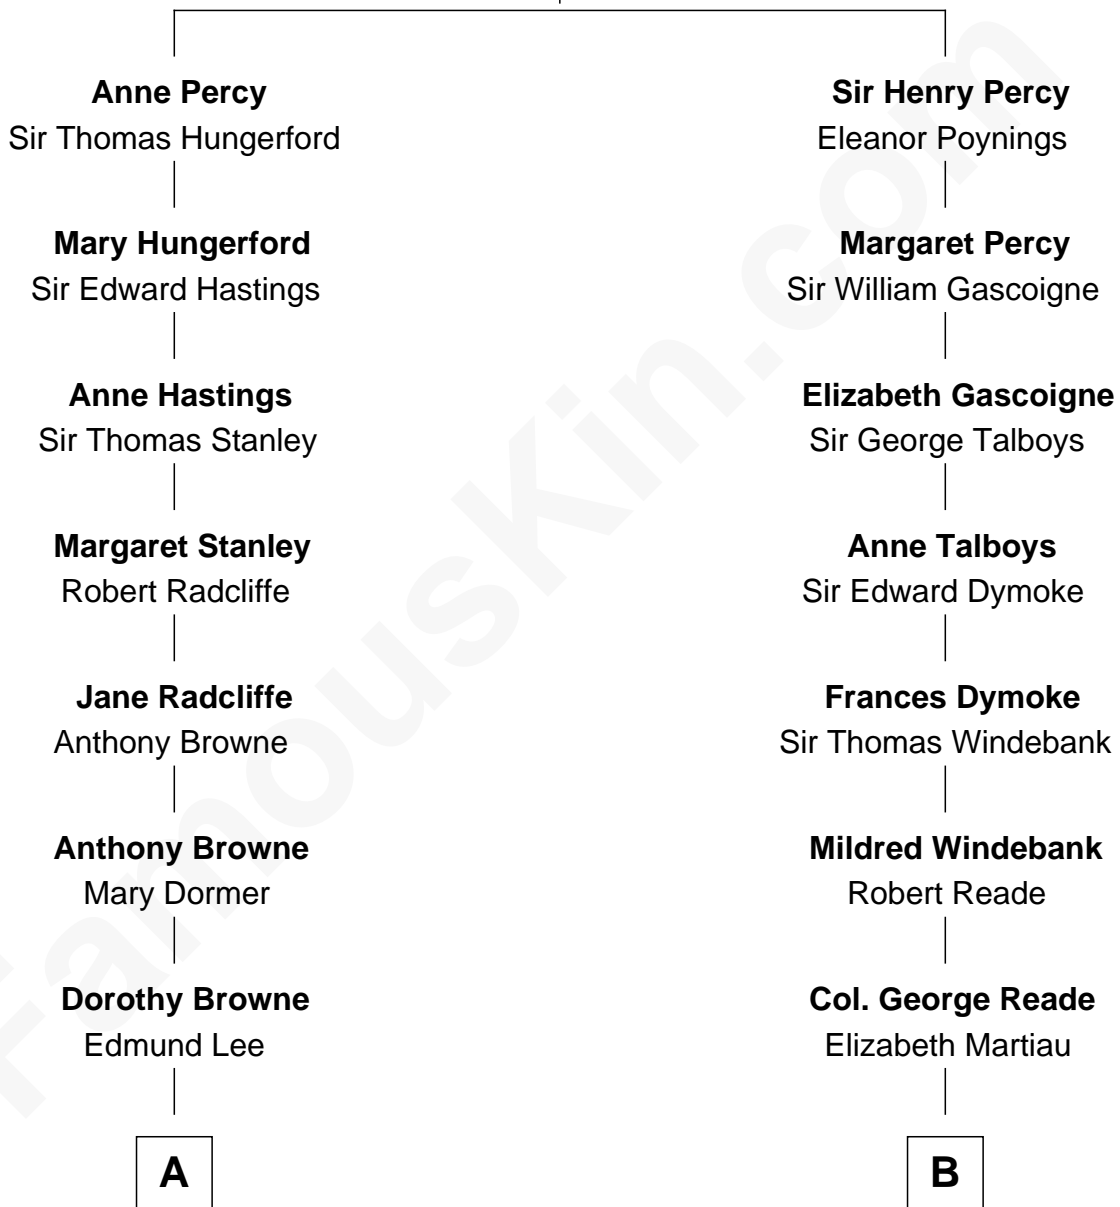 Anne Percy
Sir Thomas Hungerford
Sir Henry Percy
Eleanor Poynings
Mary Hungerford
Sir Edward Hastings
Margaret Percy
Sir William Gascoigne
Anne Hastings
Sir Thomas Stanley
Elizabeth Gascoigne
Sir George Talboys
Margaret Stanley
Robert Radcliffe
Anne Talboys
Sir Edward Dymoke
Jane Radcliffe
Anthony Browne
Frances Dymoke
Sir Thomas Windebank
Anthony Browne
Mary Dormer
Mildred Windebank
Robert Reade
Dorothy Browne
Edmund Lee
Col. George Reade
Elizabeth Martiau
A
B
FamousKin.com